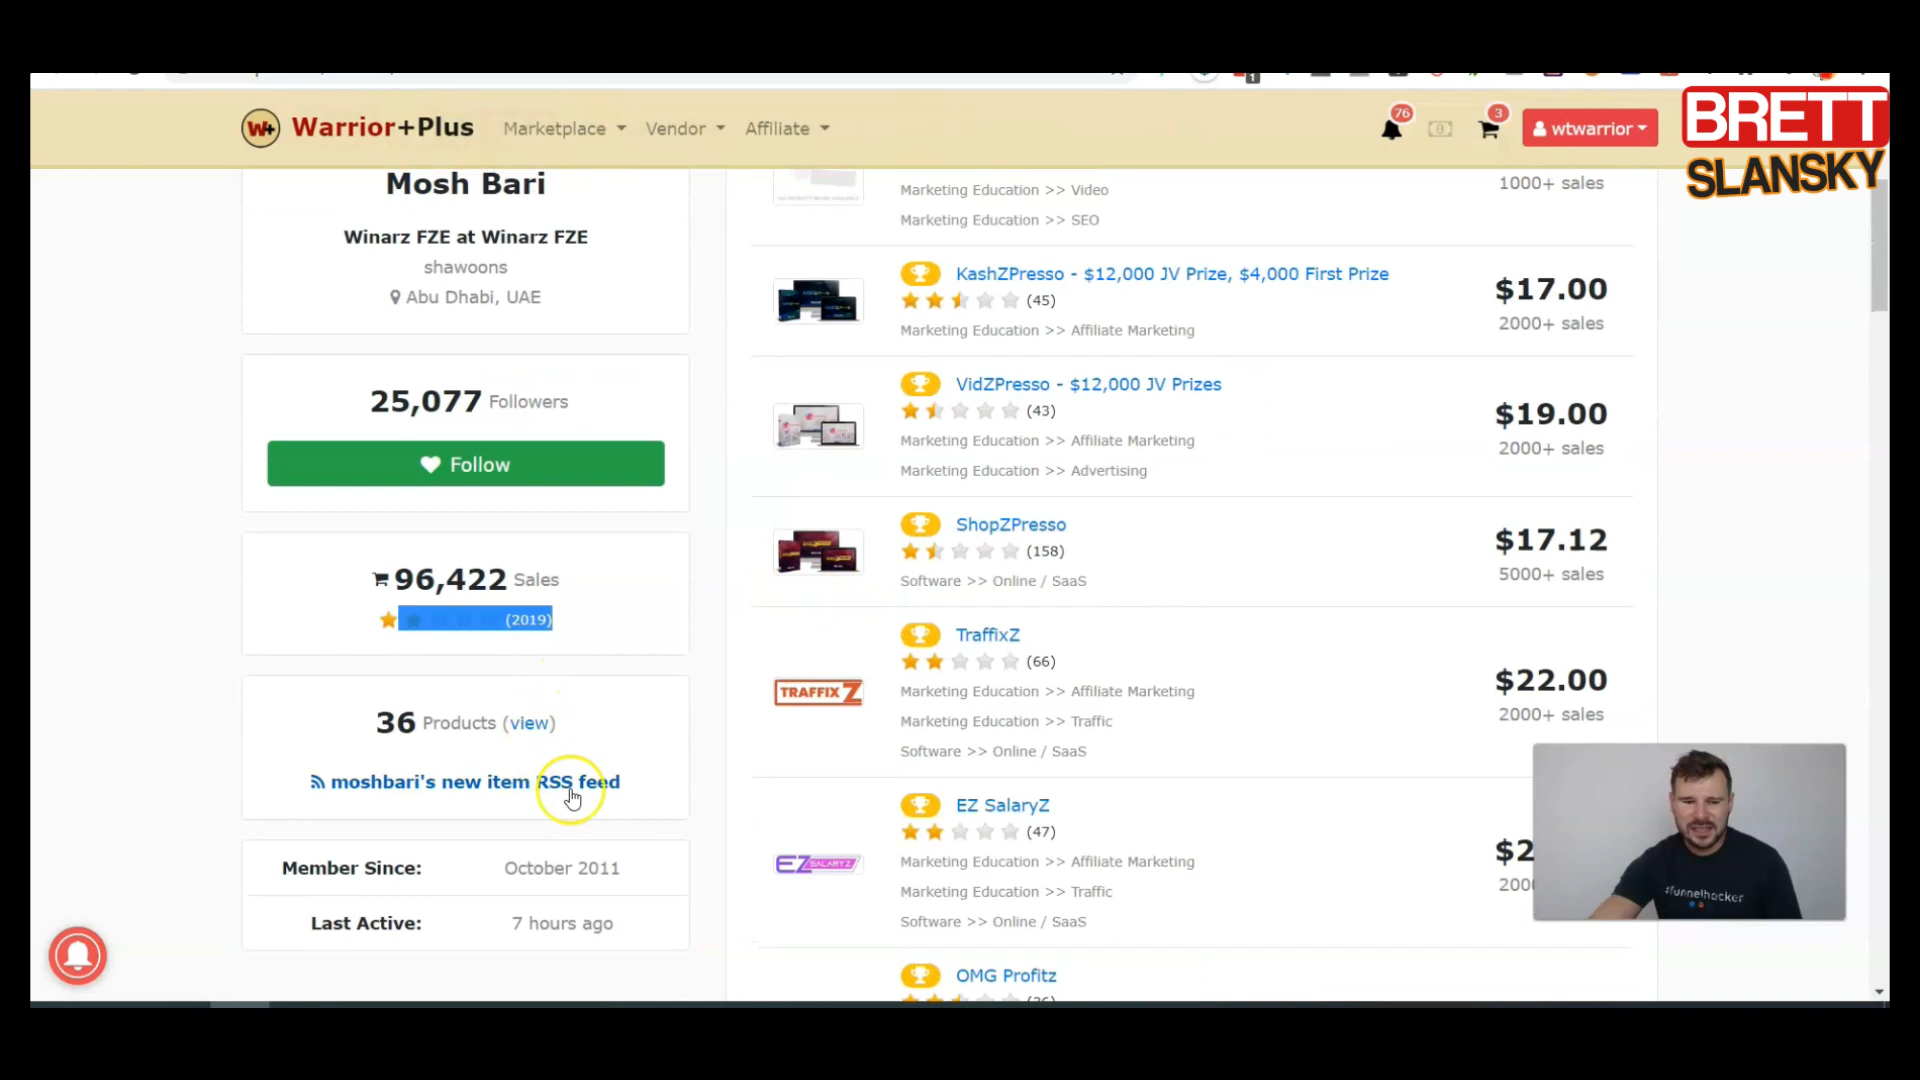 W+ Warrior+Plus Marketplace Vendor Affiliate 76 3 wtwarrior
1
BRETT
SLANSKY
Mosh Bari
Winarz FZE at Winarz FZE
shawoons
Abu Dhabi, UAE
25,077 Followers
Follow
96,422 Sales
(2019)
36 Products (view)
moshbari's new item RSS feed
Member Since: October 2011
Last Active: 7 hours ago
Marketing Education >> Video
Marketing Education >> SEO
1000+ sales
KashZPresso - $12,000 JV Prize, $4,000 First Prize
(45)
Marketing Education >> Affiliate Marketing
$17.00
2000+ sales
VidZPresso - $12,000 JV Prizes
(43)
Marketing Education >> Affiliate Marketing
Marketing Education >> Advertising
$19.00
2000+ sales
ShopZPresso
(158)
Software >> Online / SaaS
$17.12
5000+ sales
TRAFFIX Z
TraffixZ
(66)
Marketing Education >> Affiliate Marketing
Marketing Education >> Traffic
Software >> Online / SaaS
$22.00
2000+ sales
EZ SALARYZ
EZ SalaryZ
(47)
Marketing Education >> Affiliate Marketing
Marketing Education >> Traffic
Software >> Online / SaaS
$2
200
#funnelhacker
OMG Profitz